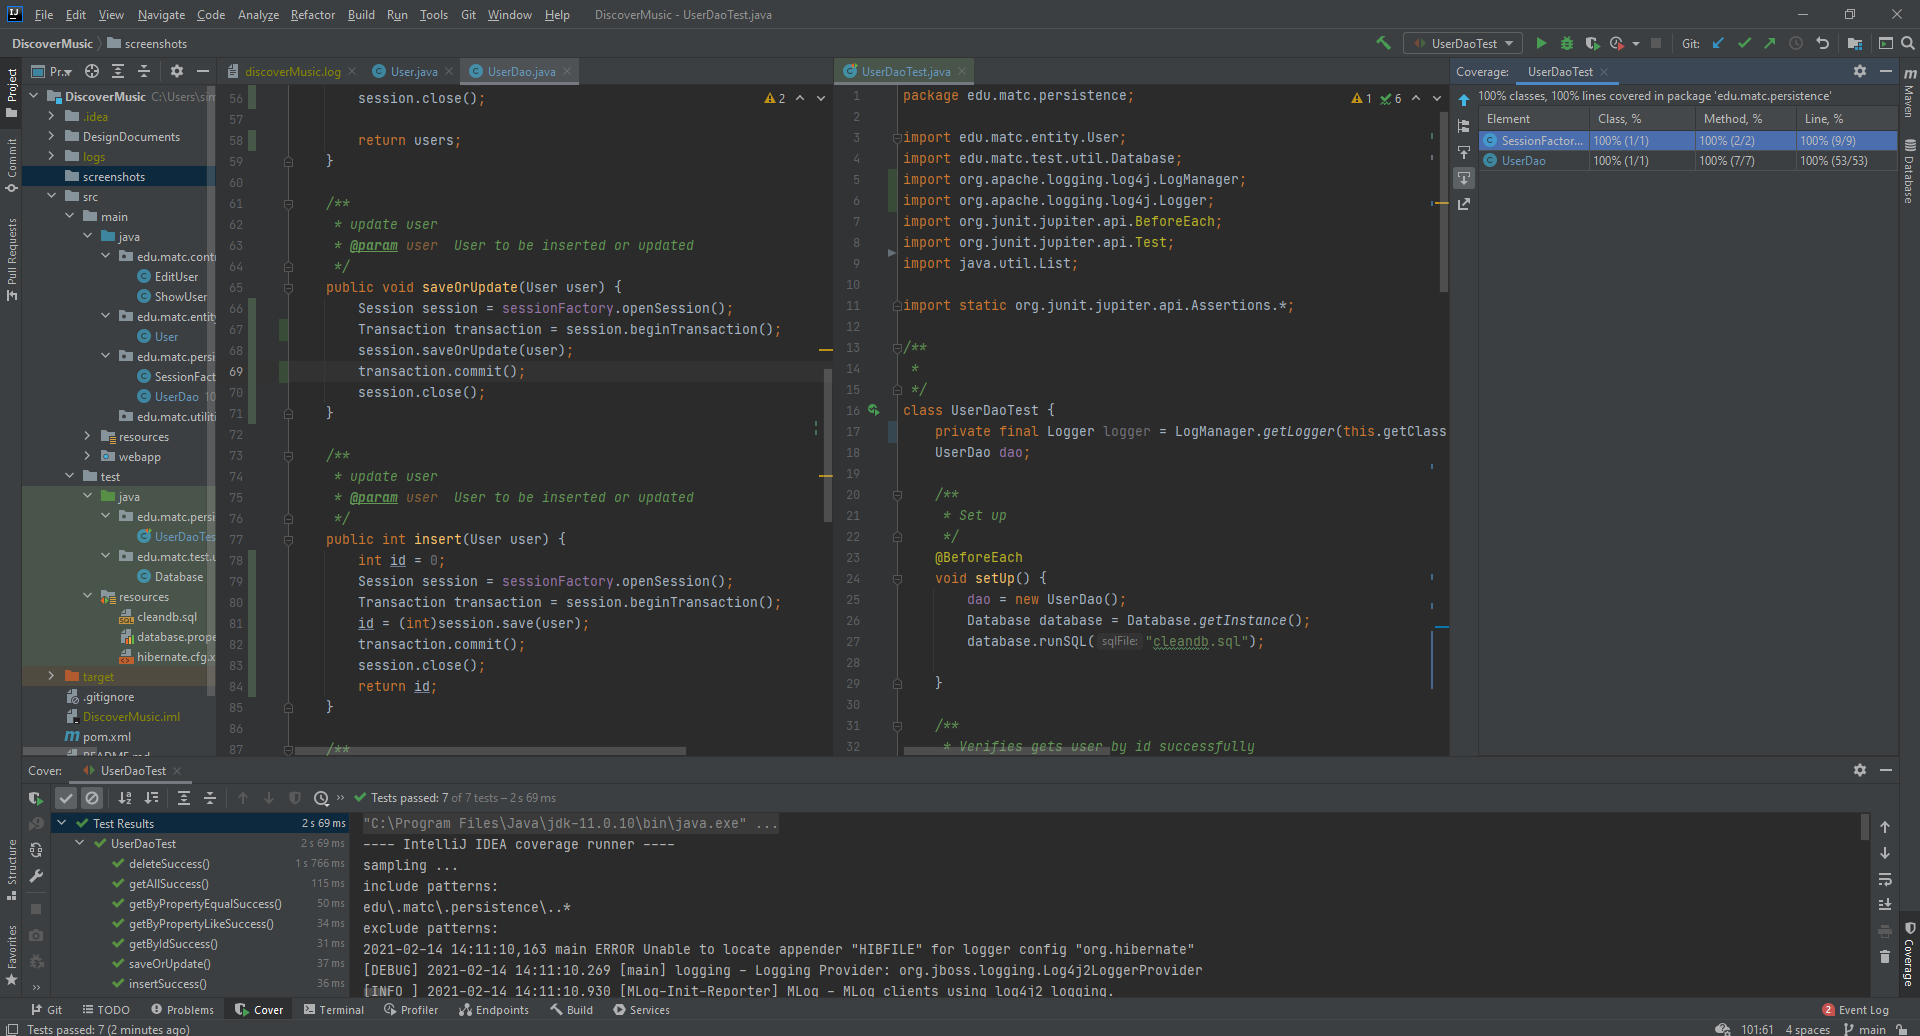 File Edit View Navigate Code Analyze Refactor Build Run Tools Git Window Help DiscoverMusic - UserDaoTest.java
DiscoverMusic screenshots
UserDaoTest
Git:
Project
Commit
Pull Requests
Structure
Favorites
Pr...
DiscoverMusic C:\Users\sim
.idea
DesignDocuments
logs
screenshots
src
main
java
edu.matc.contr
EditUser
ShowUser
edu.matc.entity
User
edu.matc.persi
SessionFact
UserDao 10
edu.matc.utiliti
resources
webapp
test
java
edu.matc.persi
UserDaoTes
edu.matc.test.u
Database
resources
cleandb.sql
database.prope
hibernate.cfg.x
target
.gitignore
DiscoverMusic.iml
pom.xml
README.md
discoverMusic.log
User.java
UserDao.java
2
56 session.close();
57
58 return users;
59 }
60
61 /**
62 * update user
63 * @param user User to be inserted or updated
64 */
65 public void saveOrUpdate(User user) {
66 Session session = sessionFactory.openSession();
67 Transaction transaction = session.beginTransaction();
68 session.saveOrUpdate(user);
69 transaction.commit();
70 session.close();
71 }
72
73 /**
74 * update user
75 * @param user User to be inserted or updated
76 */
77 public int insert(User user) {
78 int id = 0;
79 Session session = sessionFactory.openSession();
80 Transaction transaction = session.beginTransaction();
81 id = (int)session.save(user);
82 transaction.commit();
83 session.close();
84 return id;
85 }
86
87 /**
UserDaoTest.java
1 6
1 package edu.matc.persistence;
2
3 import edu.matc.entity.User;
4 import edu.matc.test.util.Database;
5 import org.apache.logging.log4j.LogManager;
6 import org.apache.logging.log4j.Logger;
7 import org.junit.jupiter.api.BeforeEach;
8 import org.junit.jupiter.api.Test;
9 import java.util.List;
10
11 import static org.junit.jupiter.api.Assertions.*;
12
13 /**
14 *
15 */
16 class UserDaoTest {
17 private final Logger logger = LogManager.getLogger(this.getClass
18 UserDao dao;
19
20 /**
21 * Set up
22 */
23 @BeforeEach
24 void setUp() {
25 dao = new UserDao();
26 Database database = Database.getInstance();
27 database.runSQL( sqlFile: "cleandb.sql");
28
29 }
30
31 /**
32 * Verifies gets user by id successfully
Coverage: UserDaoTest
100% classes, 100% lines covered in package 'edu.matc.persistence'
Element Class, % Method, % Line, %
SessionFactor... 100% (1/1) 100% (2/2) 100% (9/9)
UserDao 100% (1/1) 100% (7/7) 100% (53/53)
Maven
Database
Coverage
Cover: UserDaoTest
Tests passed: 7 of 7 tests – 2 s 69 ms
Test Results 2 s 69 ms
UserDaoTest 2 s 69 ms
deleteSuccess() 1 s 766 ms
getAllSuccess() 115 ms
getByPropertyEqualSuccess() 50 ms
getByPropertyLikeSuccess() 34 ms
getByIdSuccess() 31 ms
saveOrUpdate() 37 ms
insertSuccess() 36 ms
"C:\Program Files\Java\jdk-11.0.10\bin\java.exe" ...
---- IntelliJ IDEA coverage runner ----
sampling ...
include patterns:
edu\.matc\.persistence\..*
exclude patterns:
2021-02-14 14:11:10,163 main ERROR Unable to locate appender "HIBFILE" for logger config "org.hibernate"
[DEBUG] 2021-02-14 14:11:10.269 [main] logging - Logging Provider: org.jboss.logging.Log4j2LoggerProvider
[INFO ] 2021-02-14 14:11:10.930 [MLog-Init-Reporter] MLog - MLog clients using log4j2 logging.
Git TODO Problems Cover Terminal Profiler Endpoints Build Services 2 Event Log
Tests passed: 7 (2 minutes ago) 101:61 4 spaces main